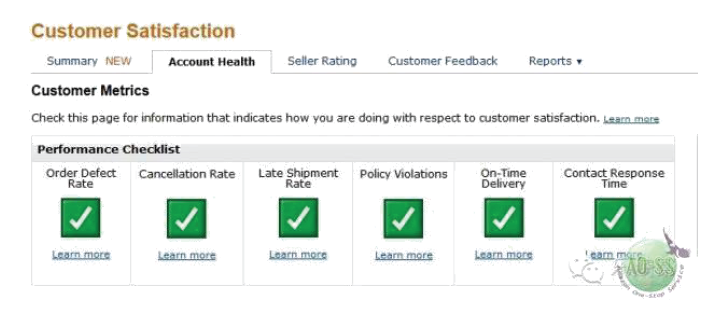 Customer Satisfaction
Summary NEW Account Health Seller Rating Customer Feedback Reports ▾
Customer Metrics
Check this page for information that indicates how you are doing with respect to customer satisfaction. Learn more
Performance Checklist
Order Defect Rate
Cancellation Rate
Late Shipment Rate
Policy Violations
On-Time Delivery
Contact Response Time
Learn more Learn more Learn more Learn more Learn more Learn more
AO-SS
Amazon One-Stop Service